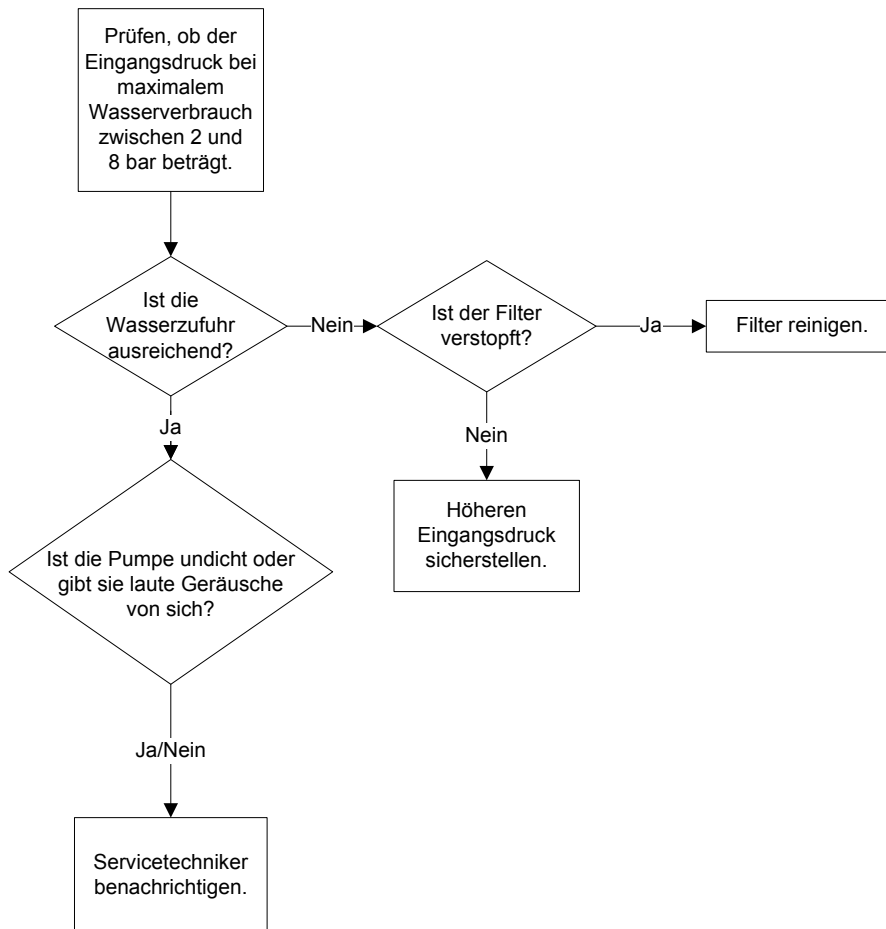 Prüfen, ob der
Eingangsdruck bei
maximalem
Wasserverbrauch
zwischen 2 und
8 bar beträgt.
Ist die
Wasserzufuhr
ausreichend?
Nein
Ist der Filter
verstopft?
Ja
Filter reinigen.
Ja
Nein
Höheren
Eingangsdruck
sicherstellen.
Ist die Pumpe undicht oder
gibt sie laute Geräusche
von sich?
Ja/Nein
Servicetechniker
benachrichtigen.